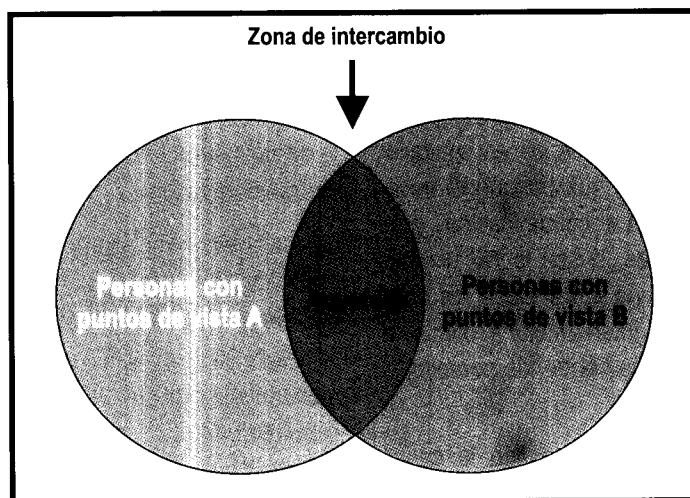 Zona de intercambio
Personas con
puntos de vista A
Personas con
puntos de vista B